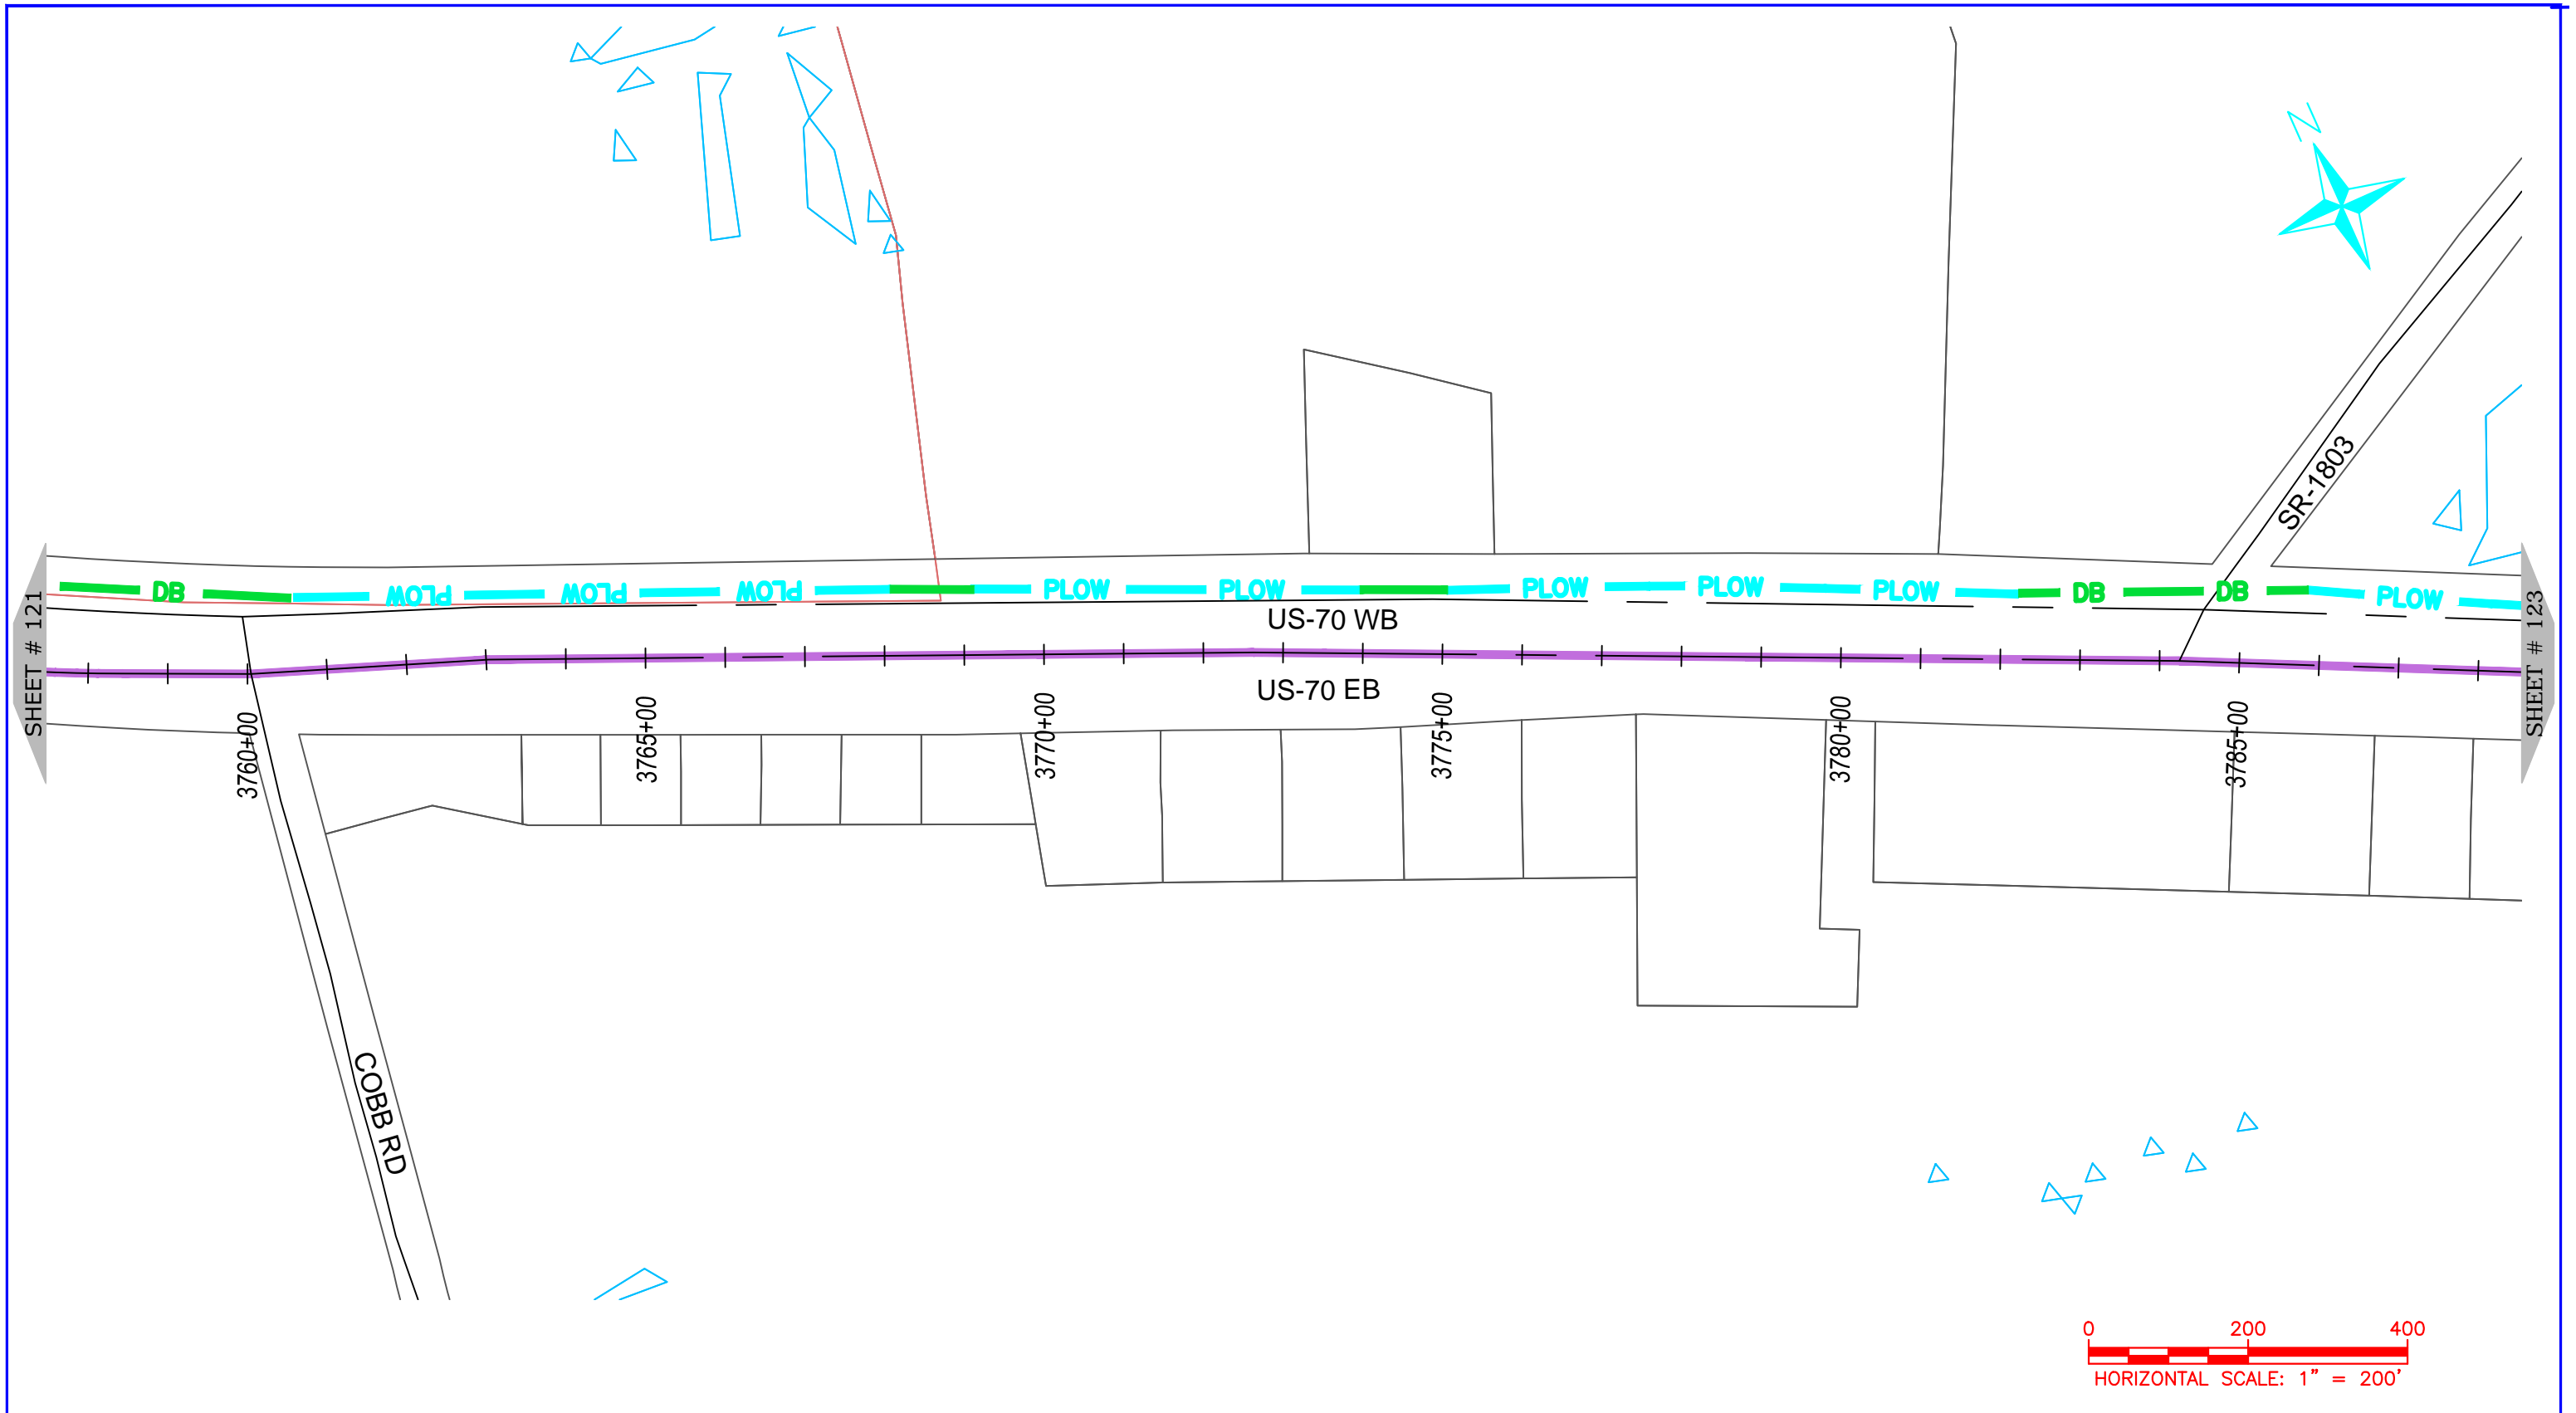 N
SR-1803
SHEET # 121
SHEET # 123
DB
PLOW
PLOW
PLOW
PLOW
PLOW
PLOW
PLOW
PLOW
DB
DB
PLOW
US-70 WB
US-70 EB
3760+00
3765+00
3770+00
3775+00
3780+00
3785+00
COBB RD
0 200 400
HORIZONTAL SCALE: 1" = 200'